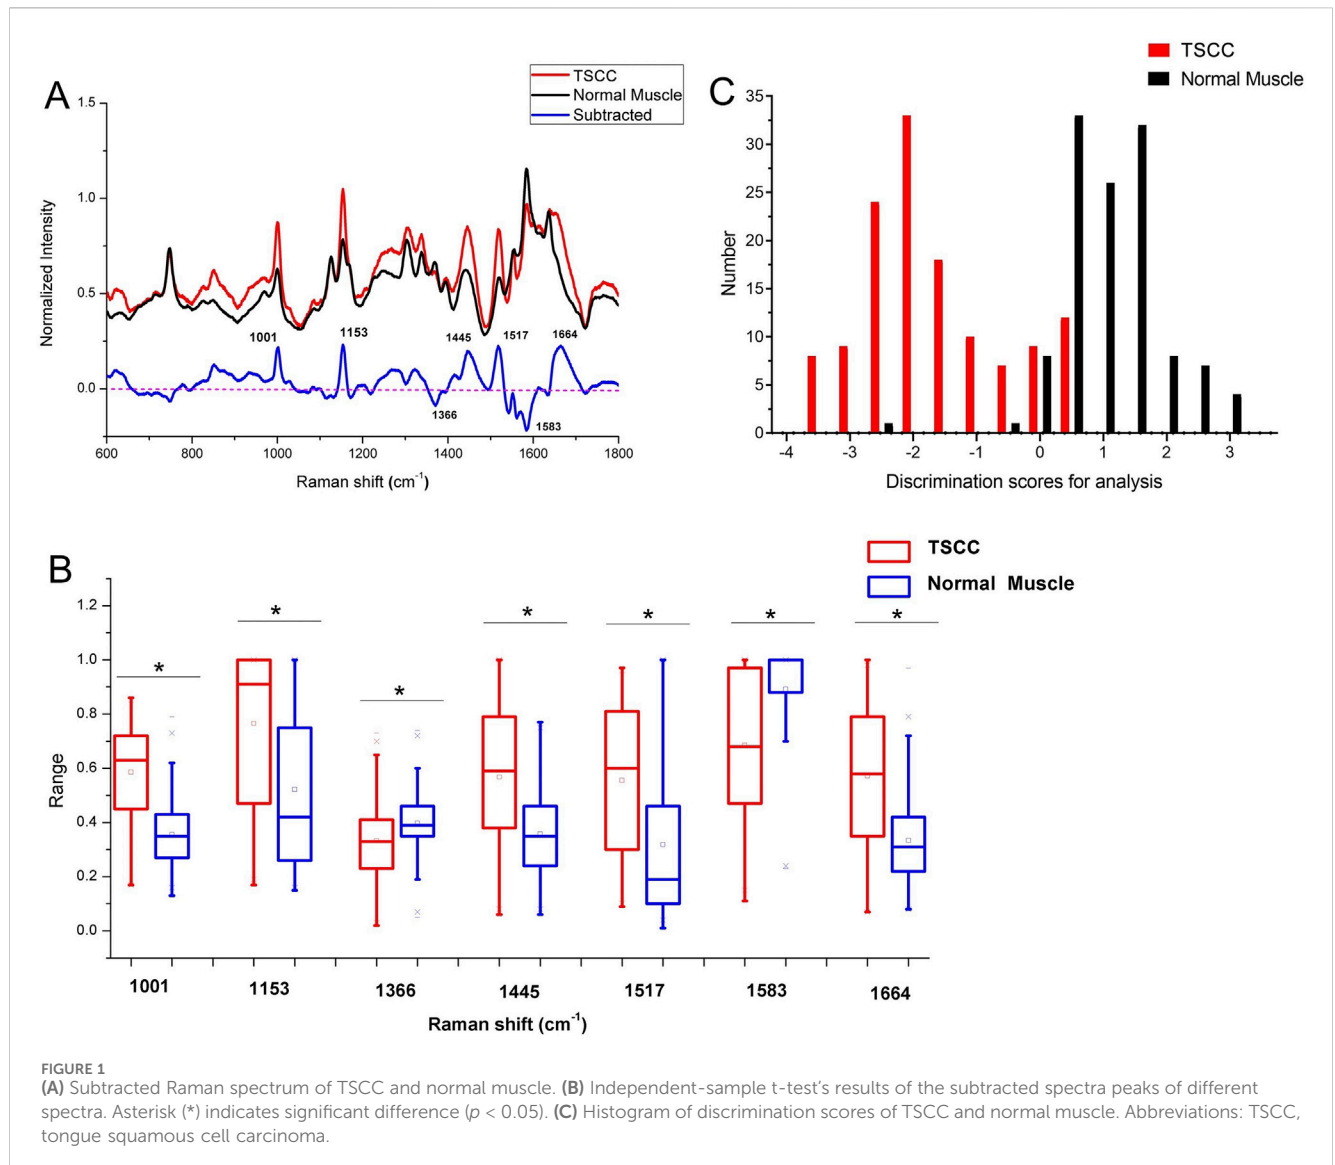 A
TSCC
Normal Muscle
Subtracted
1.5
1.0
0.5
0.0
Normalized Intensity
1001
1153
1445
1517
1664
1366
1583
600
800
1000
1200
1400
1600
1800
Raman shift (cm-1)
C
TSCC
Normal Muscle
35
30
25
20
15
10
5
0
Number
-4
-3
-2
-1
0
1
2
3
Discrimination scores for analysis
B
TSCC
Normal Muscle
1.2
1.0
0.8
0.6
0.4
0.2
0.0
Range
*
*
*
*
*
*
*
1001
1153
1366
1445
1517
1583
1664
Raman shift (cm-1)
FIGURE 1
(A) Subtracted Raman spectrum of TSCC and normal muscle. (B) Independent-sample t-test's results of the subtracted spectra peaks of different
spectra. Asterisk (*) indicates significant difference (p < 0.05). (C) Histogram of discrimination scores of TSCC and normal muscle. Abbreviations: TSCC,
tongue squamous cell carcinoma.